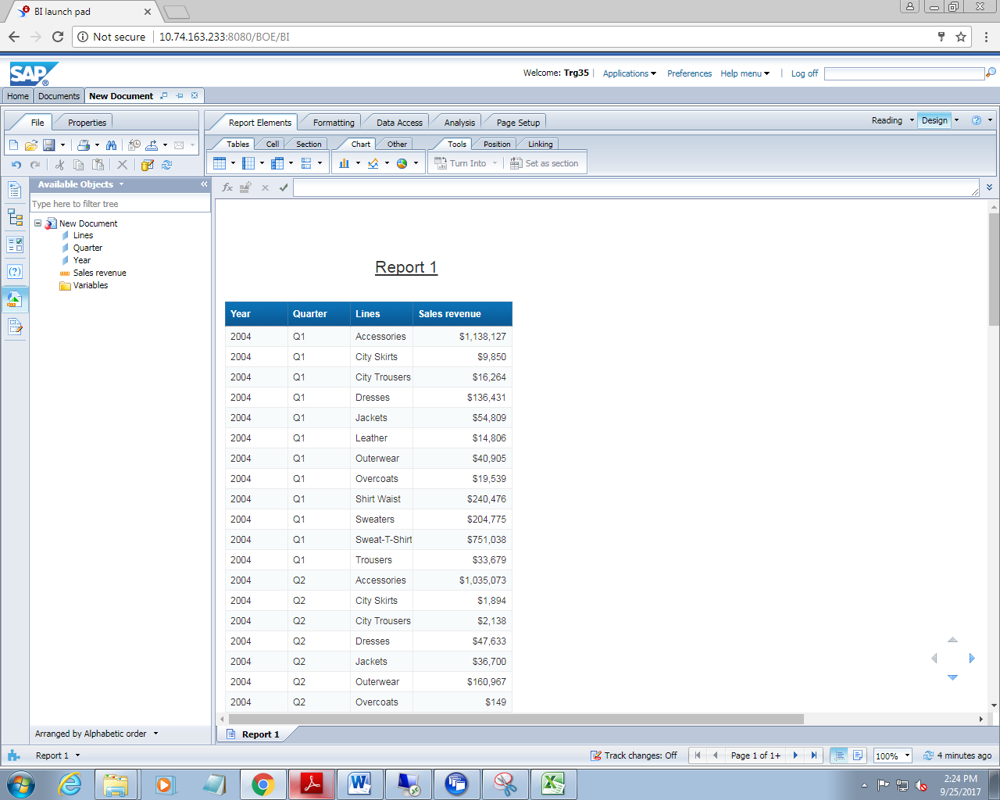 BI launch pad
Not secure 10.74.163.233:8080/BOE/BI
SAP
Welcome: Trg35 Applications Preferences Help menu Log off
Home Documents New Document
File Properties Report Elements Formatting Data Access Analysis Page Setup Reading Design
Tables Cell Section Chart Other Tools Position Linking
Turn Into Set as section
Available Objects
Type here to filter tree
New Document
Lines
Quarter
Year
Sales revenue
Variables
Report 1
Year Quarter Lines Sales revenue
2004 Q1 Accessories $1,138,127
2004 Q1 City Skirts $9,850
2004 Q1 City Trousers $16,264
2004 Q1 Dresses $136,431
2004 Q1 Jackets $54,809
2004 Q1 Leather $14,806
2004 Q1 Outerwear $40,905
2004 Q1 Overcoats $19,539
2004 Q1 Shirt Waist $240,476
2004 Q1 Sweaters $204,775
2004 Q1 Sweat-T-Shirt $751,038
2004 Q1 Trousers $33,679
2004 Q2 Accessories $1,035,073
2004 Q2 City Skirts $1,894
2004 Q2 City Trousers $2,138
2004 Q2 Dresses $47,633
2004 Q2 Jackets $36,700
2004 Q2 Outerwear $160,967
2004 Q2 Overcoats $149
Arranged by Alphabetic order
Report 1
Report 1 Track changes: Off Page 1 of 1+ 100% 4 minutes ago
2:24 PM
9/25/2017